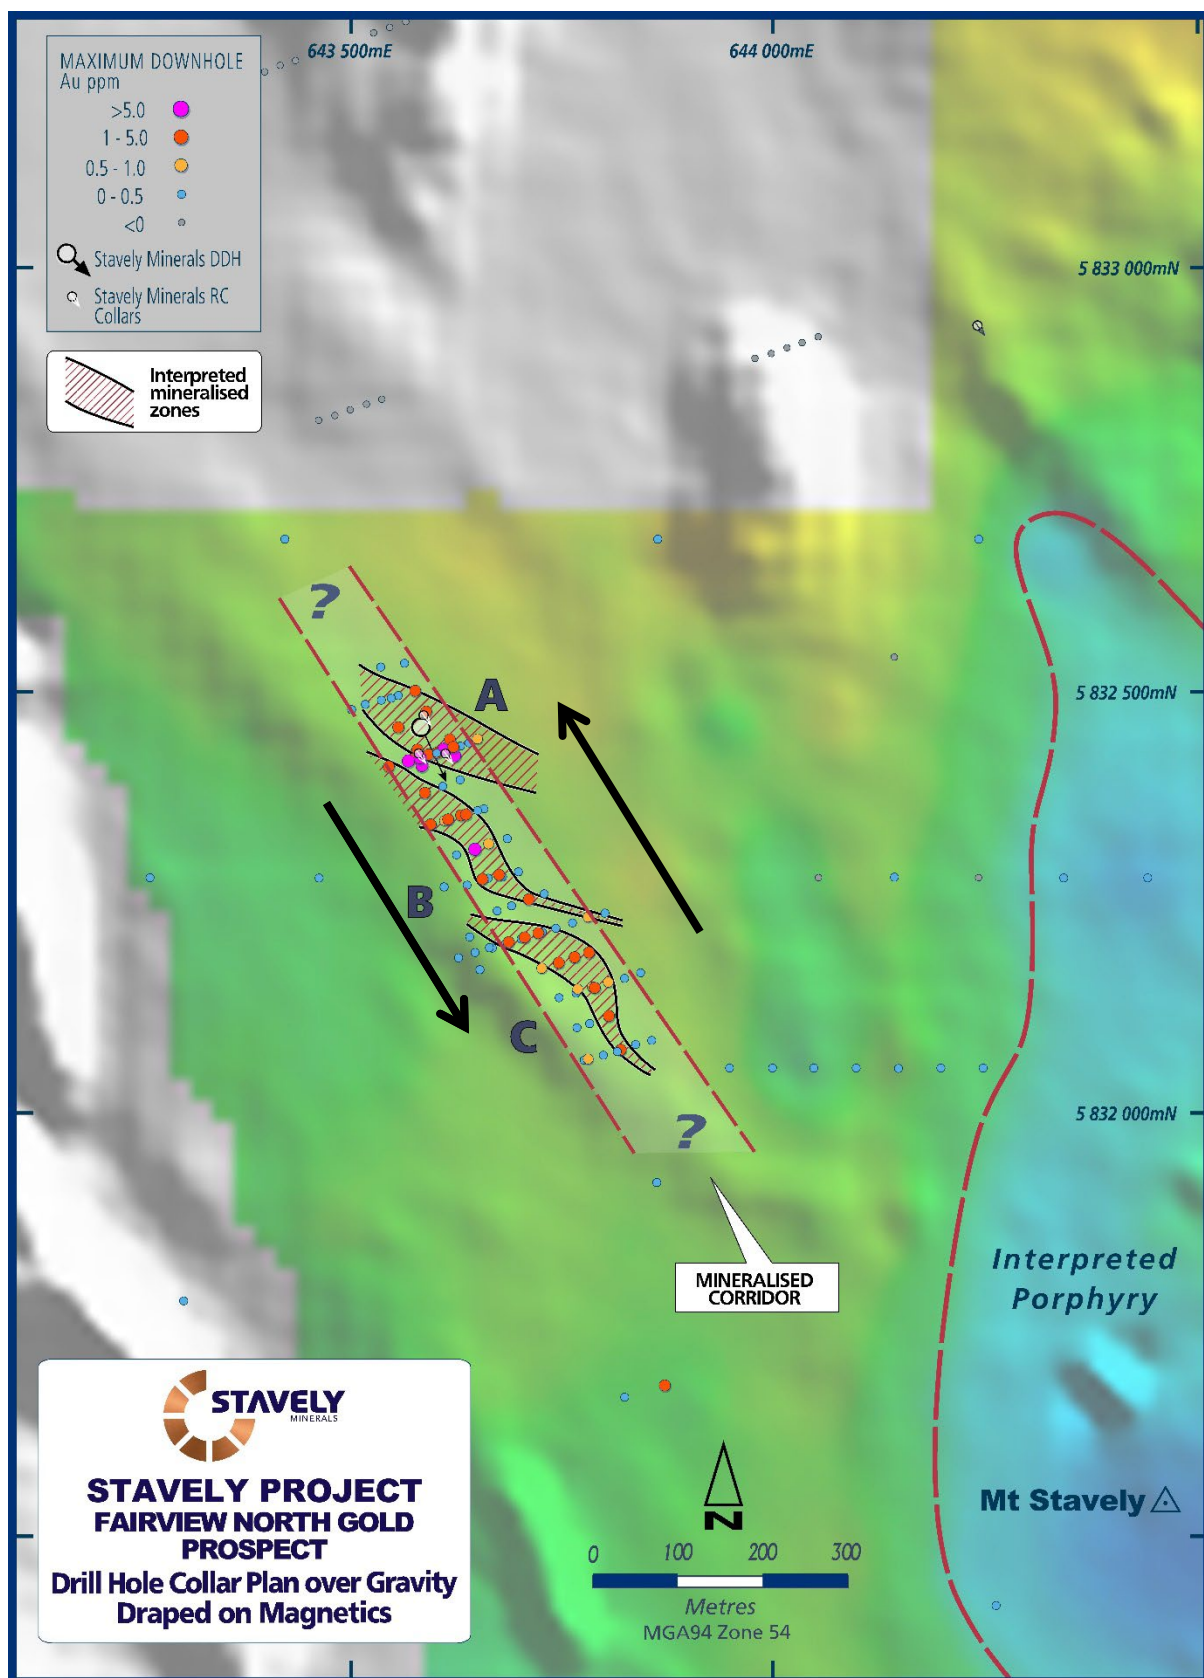 643 500mE
644 000mE
MAXIMUM DOWNHOLE
Au ppm
>5.0
1 - 5.0
0.5 - 1.0
0 - 0.5
<0
Stavely Minerals DDH
Stavely Minerals RC
Collars
Interpreted
mineralised
zones
5 833 000mN
?
A
5 832 500mN
B
C
5 832 000mN
?
MINERALISED
CORRIDOR
Interpreted
Porphyry
Mt Stavely
STAVELY
MINERALS
STAVELY PROJECT
FAIRVIEW NORTH GOLD
PROSPECT
Drill Hole Collar Plan over Gravity
Draped on Magnetics
N
0 100 200 300
Metres
MGA94 Zone 54